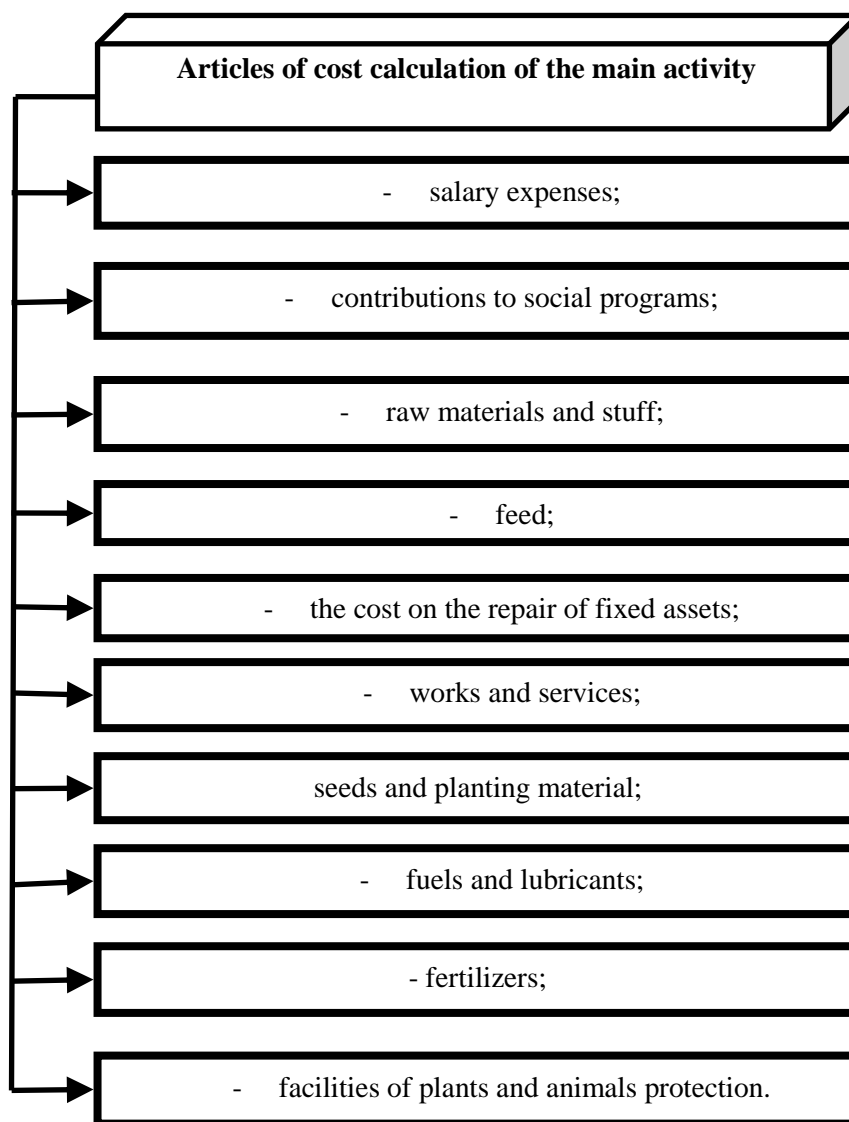 Articles of cost calculation of the main activity
- salary expenses;
- contributions to social programs;
- raw materials and stuff;
- feed;
- the cost on the repair of fixed assets;
- works and services;
seeds and planting material;
- fuels and lubricants;
- fertilizers;
- facilities of plants and animals protection.